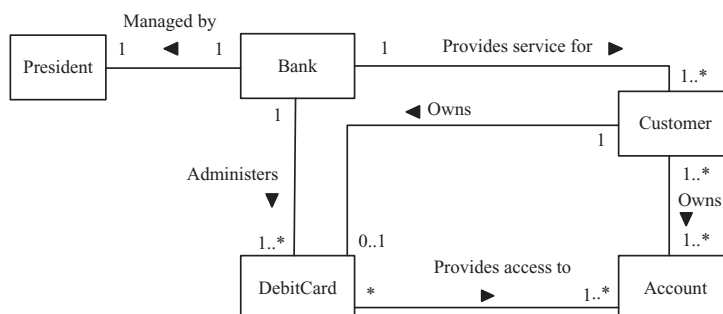 Managed by
1 1
President
Bank
1 Provides service for
1..*
1
Owns
Customer
1
1..*
Administers
Owns
1..* 0..1 1..*
Provides access to
DebitCard
Account
* 1..*